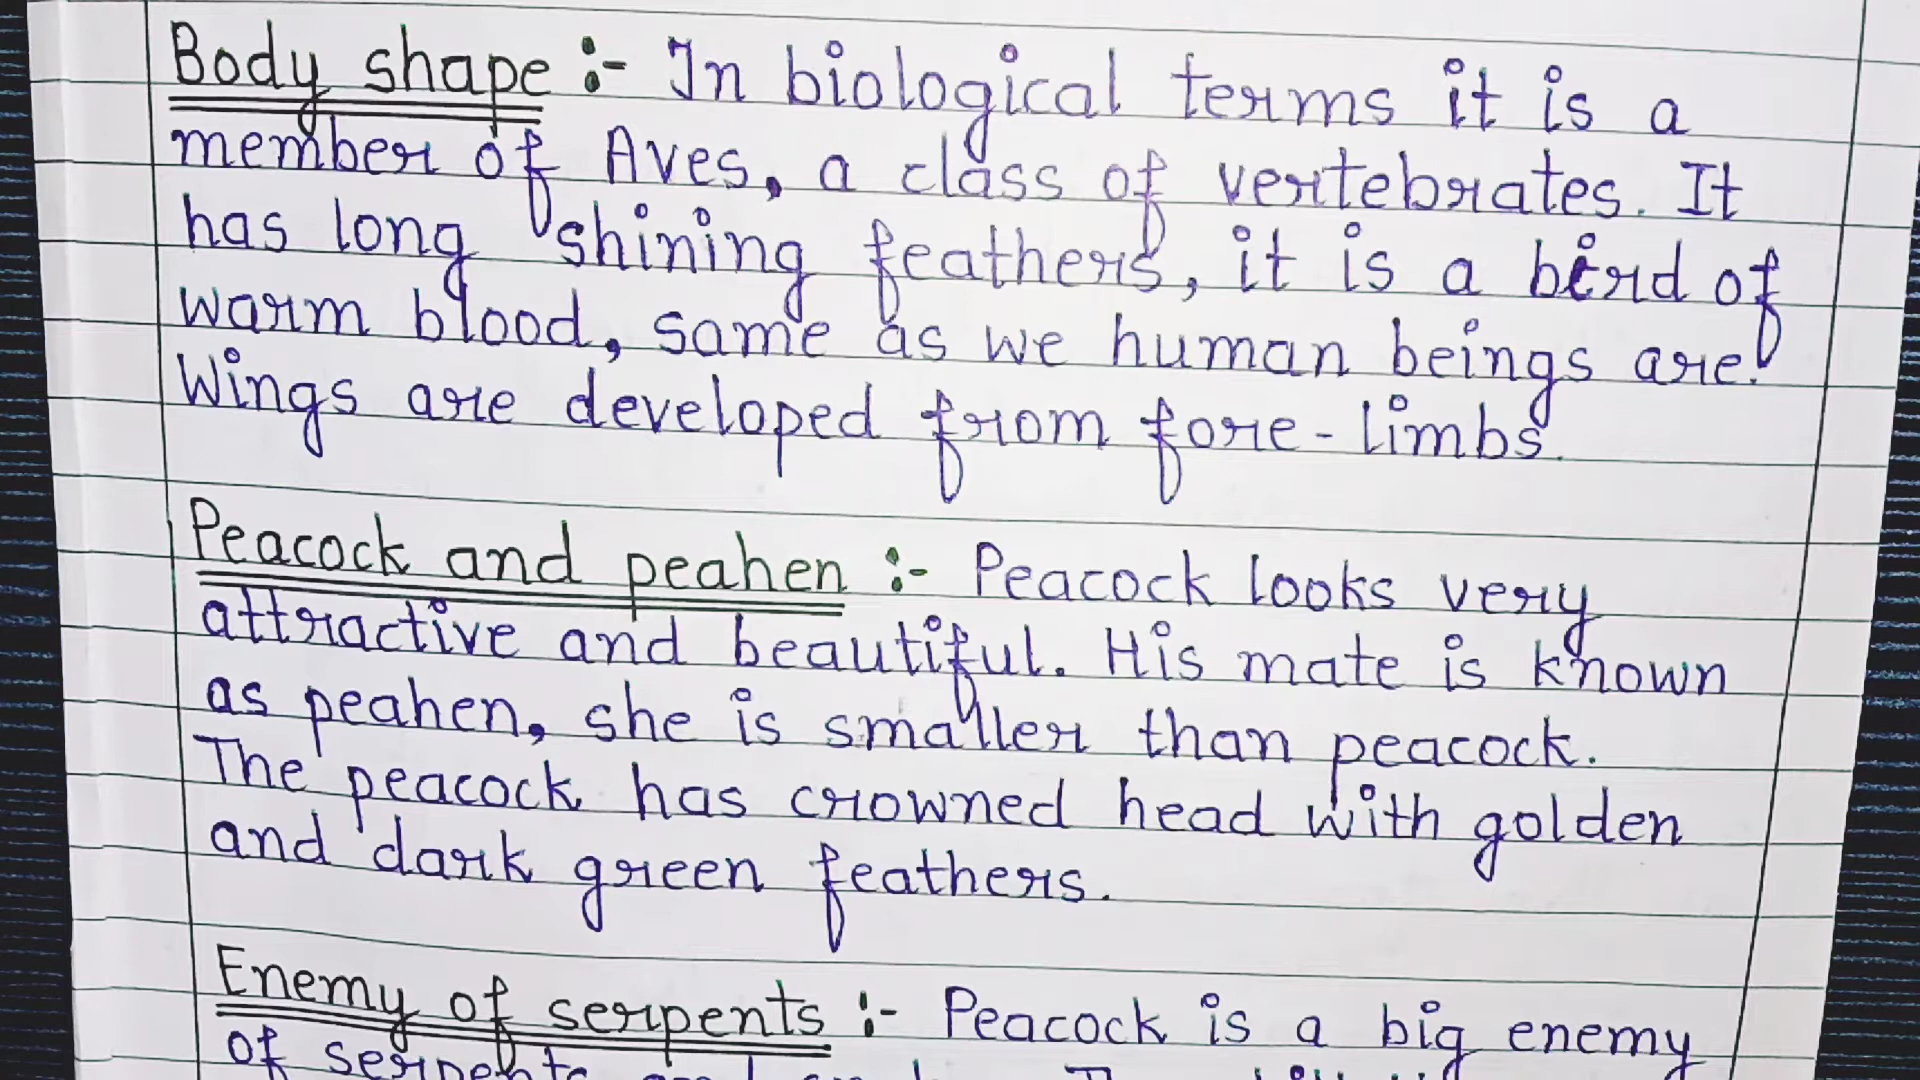 Body shape :- In biological terms it is a
member of Aves, a class of vertebrates. It
has long shining feathers, it is a bird of
warm blood, same as we human beings are.
Wings are developed from fore-limbs.
Peacock and peahen :- Peacock looks very
attractive and beautiful. His mate is known
as peahen, she is smaller than peacock.
The peacock has crowned head with golden
and dark green feathers.
Enemy of serpents :- Peacock is a big enemy
of serpents